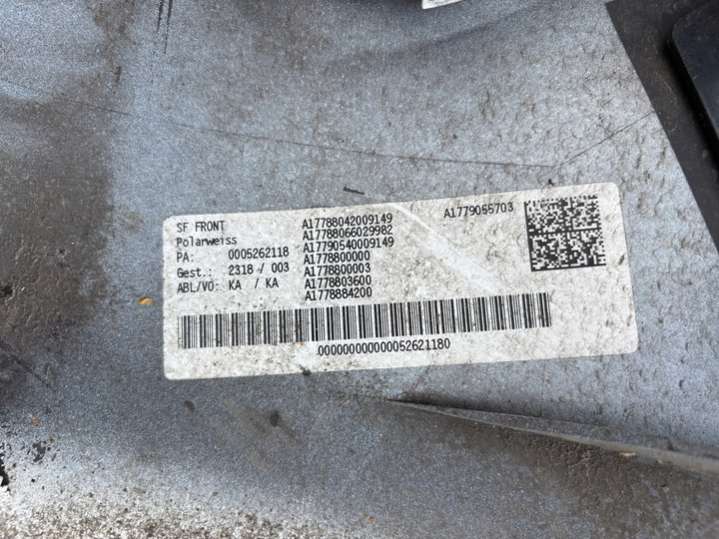 SF FRONT
Polarweiss
PA: 0005262118
Gest.: 2318 / 003
ABL/VO: KA / KA
A17788042009149
A17788066029982
A17790540009149
A1778800000
A1778800003
A1778803600
A1778884200
A1779055703
000000000000052621180